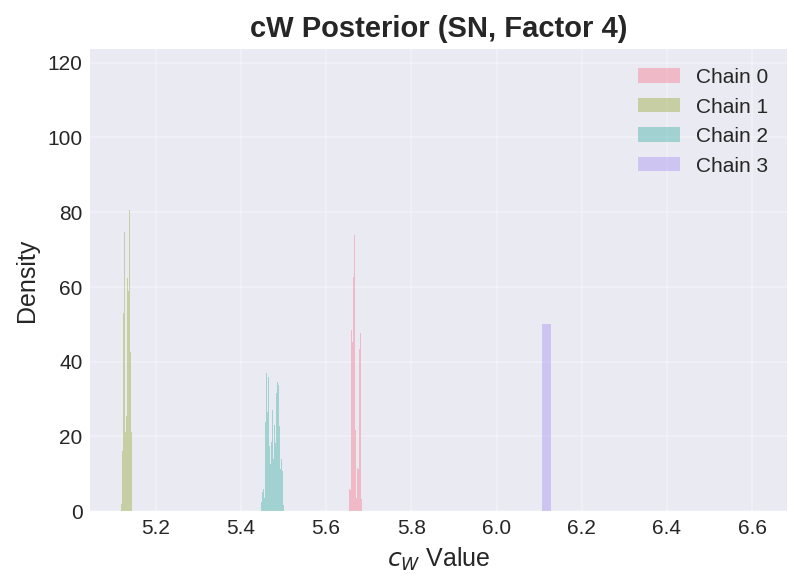 cW Posterior (SN, Factor 4)
120
100
80
60
40
20
0
Density
Chain 0
Chain 1
Chain 2
Chain 3
5.2 5.4 5.6 5.8 6.0 6.2 6.4 6.6
c_W Value